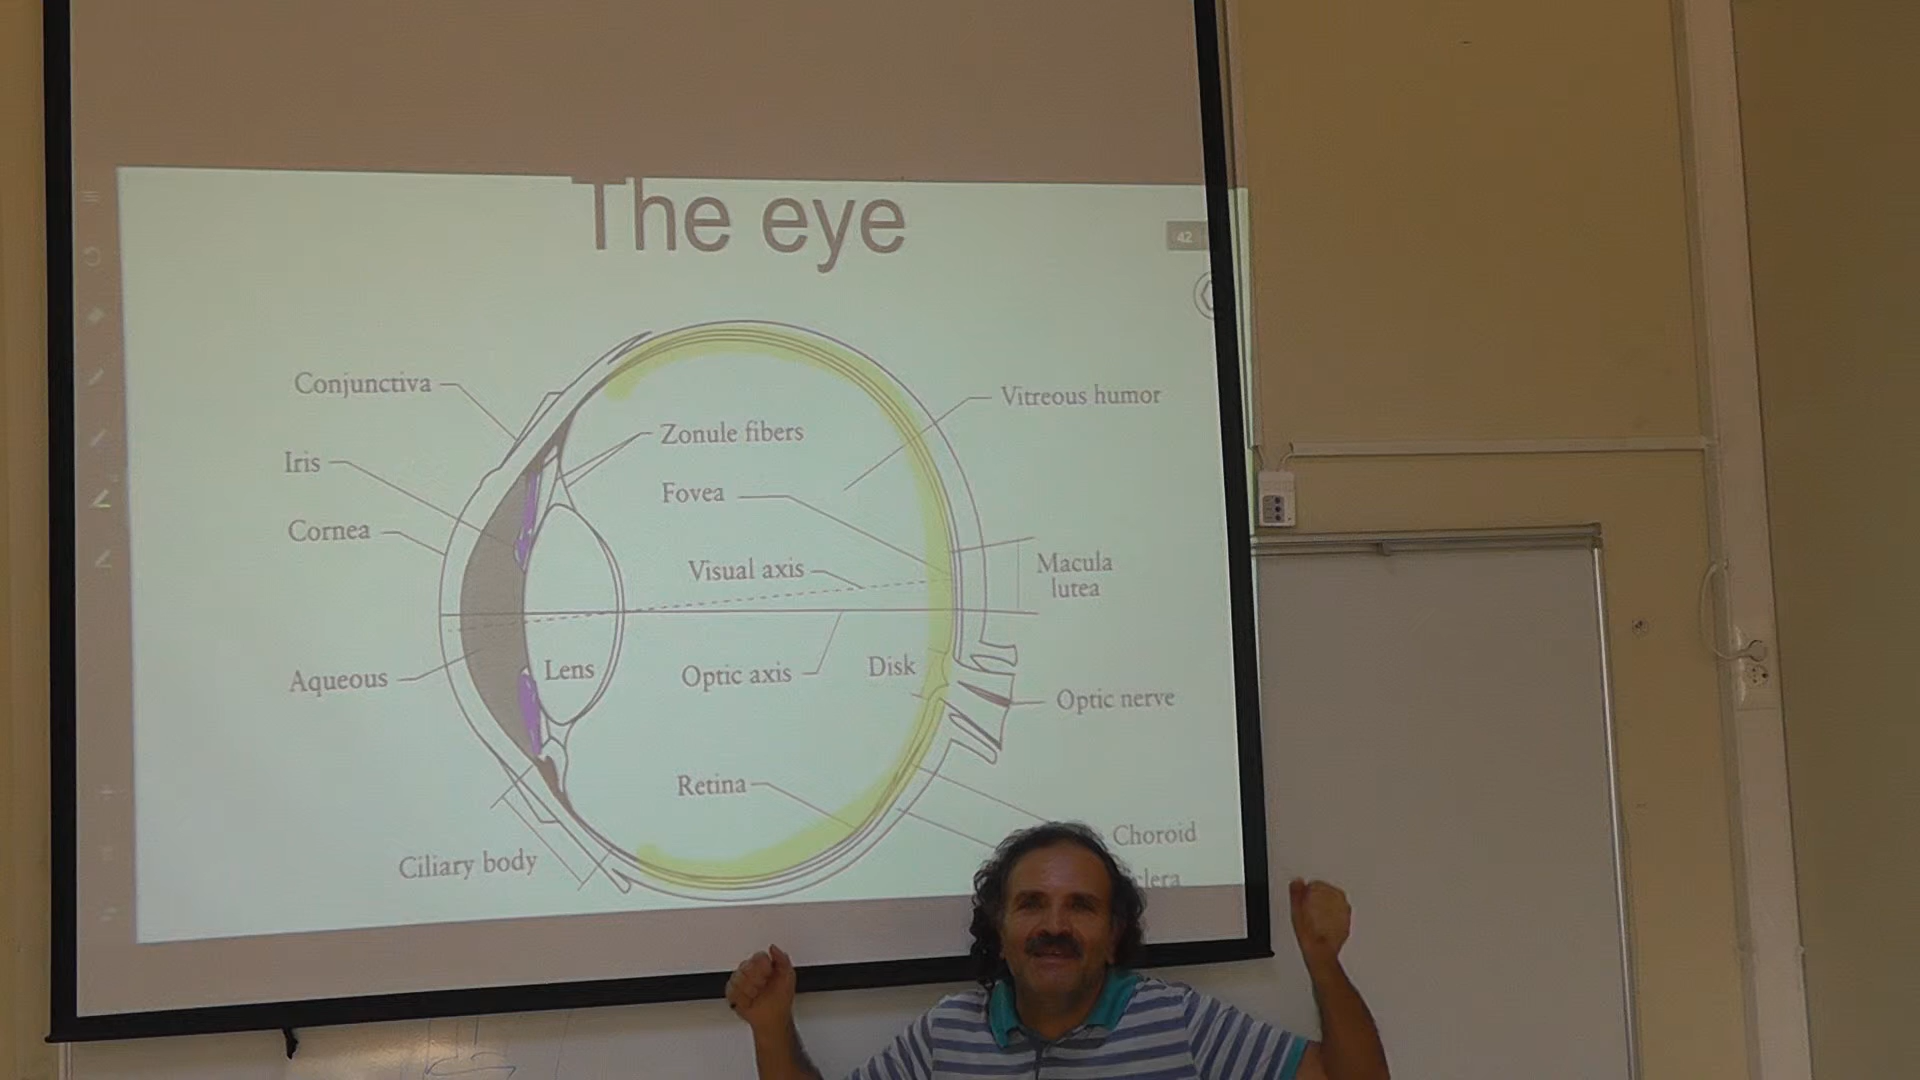 The eye
42
Conjunctiva
Vitreous humor
Zonule fibers
Iris
Fovea
Cornea
Visual axis
Macula
lutea
Aqueous
Lens
Optic axis
Disk
Optic nerve
Retina
Choroid
Ciliary body
clera